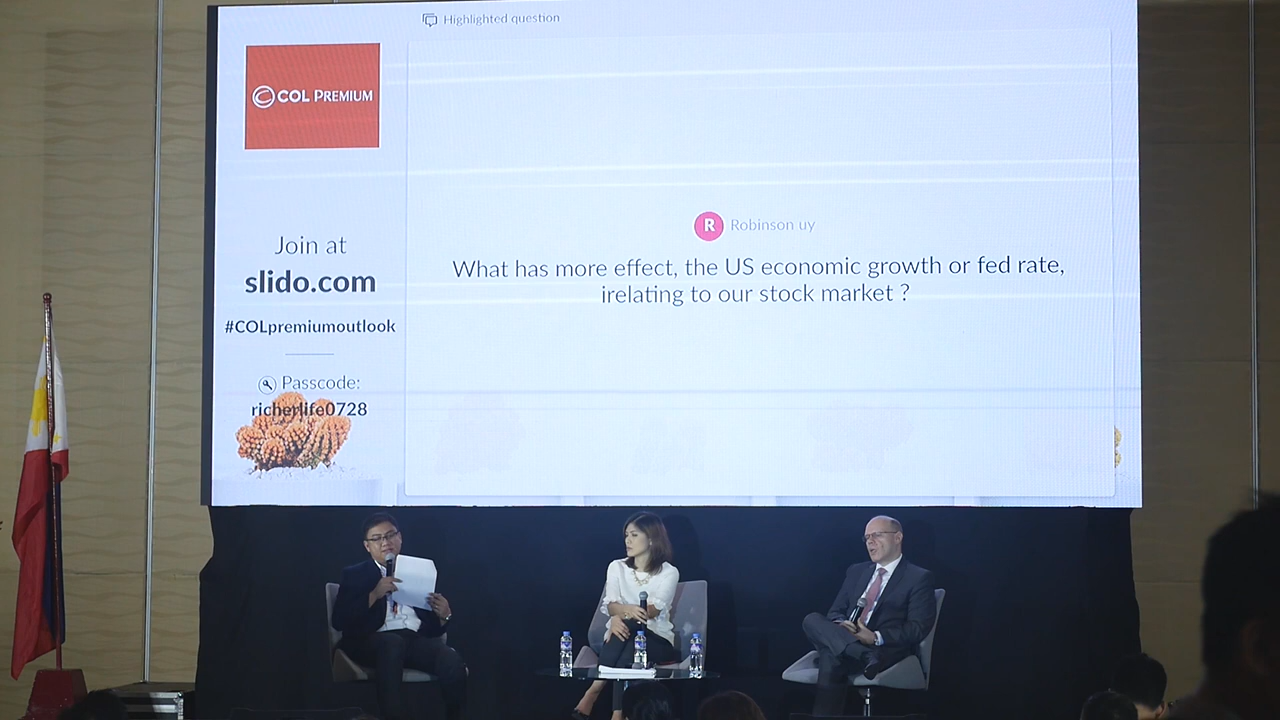 Highlighted question
COL PREMIUM
Join at
slido.com
#COLpremiumoutlook
Passcode:
richerlife0728
R Robinson uy
What has more effect, the US economic growth or fed rate,
irelating to our stock market ?